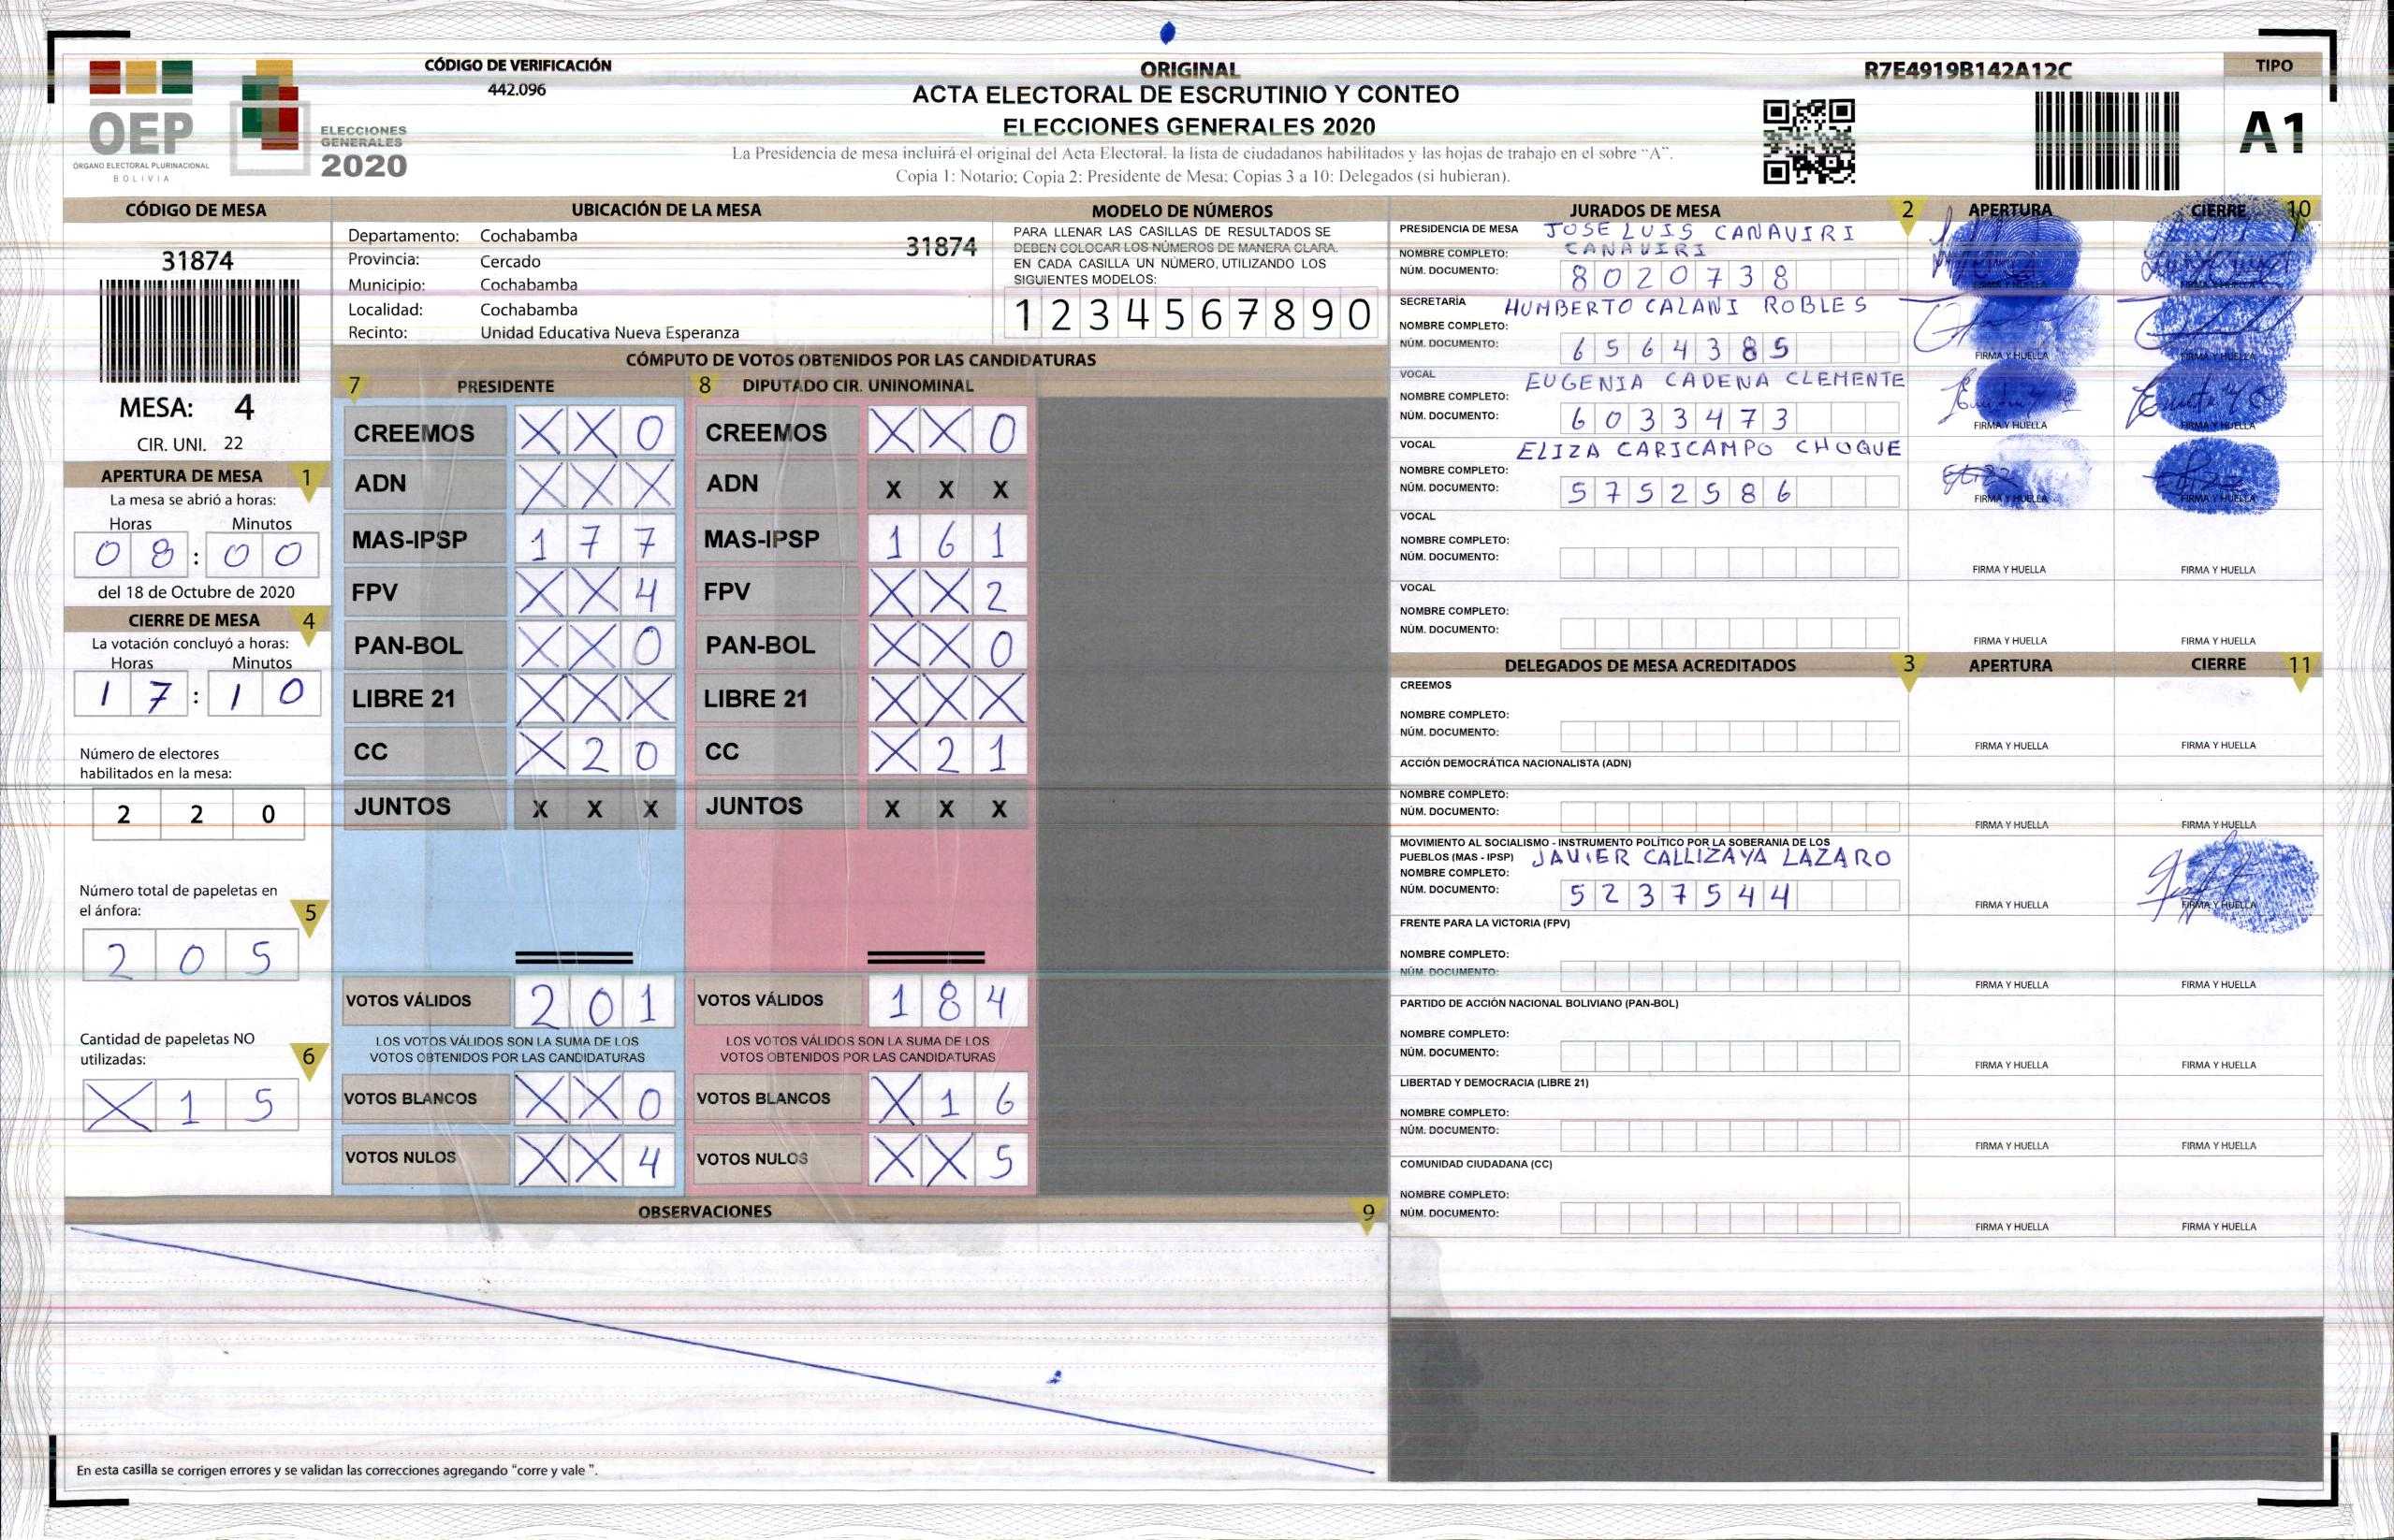 CÓDIGO DE VERIFICACIÓN
442.096
ORIGINAL
ACTA ELECTORAL DE ESCRUTINIO Y CONTEO
ELECCIONES GENERALES 2020
La Presidencia de mesa incluirá el original del Acta Electoral, la lista de ciudadanos habilitados y las hojas de trabajo en el sobre “A”.
Copia 1: Notario; Copia 2: Presidente de Mesa; Copias 3 a 10: Delegados (si hubieran).
R7E4919B142A12C
TIPO
A1
OEP
ÓRGANO ELECTORAL PLURINACIONAL
BOLIVIA
ELECCIONES
GENERALES
2020
CÓDIGO DE MESA
31874
MESA: 4
CIR. UNI. 22
APERTURA DE MESA 1
La mesa se abrió a horas:
Horas Minutos
08:00
del 18 de Octubre de 2020
CIERRE DE MESA 4
La votación concluyó a horas:
Horas Minutos
17:10
Número de electores
habilitados en la mesa:
2 2 0
Número total de papeletas en
el ánfora: 5
2 0 5
Cantidad de papeletas NO
utilizadas: 6
X 1 5
UBICACIÓN DE LA MESA
Departamento: Cochabamba 31874
Provincia: Cercado
Municipio: Cochabamba
Localidad: Cochabamba
Recinto: Unidad Educativa Nueva Esperanza
MODELO DE NÚMEROS
PARA LLENAR LAS CASILLAS DE RESULTADOS SE
DEBEN COLOCAR LOS NÚMEROS DE MANERA CLARA.
EN CADA CASILLA UN NÚMERO, UTILIZANDO LOS
SIGUIENTES MODELOS:
1 2 3 4 5 6 7 8 9 0
CÓMPUTO DE VOTOS OBTENIDOS POR LAS CANDIDATURAS
7 PRESIDENTE 8 DIPUTADO CIR. UNINOMINAL
CREEMOS X X 0 CREEMOS X X 0
ADN X X X ADN X X X
MAS-IPSP 1 7 7 MAS-IPSP 1 6 1
FPV X X 4 FPV X X 2
PAN-BOL X X 0 PAN-BOL X X 0
LIBRE 21 X X X LIBRE 21 X X X
CC X 2 0 CC X 2 1
JUNTOS X X X JUNTOS X X X
VOTOS VÁLIDOS 2 0 1 VOTOS VÁLIDOS 1 8 4
LOS VOTOS VÁLIDOS SON LA SUMA DE LOS LOS VOTOS VÁLIDOS SON LA SUMA DE LOS
VOTOS OBTENIDOS POR LAS CANDIDATURAS VOTOS OBTENIDOS POR LAS CANDIDATURAS
VOTOS BLANCOS X X 0 VOTOS BLANCOS X 1 6
VOTOS NULOS X X 4 VOTOS NULOS X X 5
OBSERVACIONES 9
En esta casilla se corrigen errores y se validan las correcciones agregando “corre y vale ”.
JURADOS DE MESA 2 APERTURA CIERRE 10
PRESIDENCIA DE MESA JOSE LUIS CANAVIRI
NOMBRE COMPLETO: CANAVIRI
NÚM. DOCUMENTO: 8020738
FIRMA Y HUELLA FIRMA Y HUELLA
SECRETARÍA HUMBERTO CALANI ROBLES
NOMBRE COMPLETO:
NÚM. DOCUMENTO: 6564385
FIRMA Y HUELLA FIRMA Y HUELLA
VOCAL EUGENIA CADENA CLEMENTE
NOMBRE COMPLETO:
NÚM. DOCUMENTO: 6033473
FIRMA Y HUELLA FIRMA Y HUELLA
VOCAL ELIZA CARICAMPO CHOQUE
NOMBRE COMPLETO:
NÚM. DOCUMENTO: 5752586
FIRMA Y HUELLA FIRMA Y HUELLA
VOCAL
NOMBRE COMPLETO:
NÚM. DOCUMENTO:
FIRMA Y HUELLA FIRMA Y HUELLA
VOCAL
NOMBRE COMPLETO:
NÚM. DOCUMENTO:
FIRMA Y HUELLA FIRMA Y HUELLA
DELEGADOS DE MESA ACREDITADOS 3 APERTURA CIERRE 11
CREEMOS
NOMBRE COMPLETO:
NÚM. DOCUMENTO:
FIRMA Y HUELLA FIRMA Y HUELLA
ACCIÓN DEMOCRÁTICA NACIONALISTA (ADN)
NOMBRE COMPLETO:
NÚM. DOCUMENTO:
FIRMA Y HUELLA FIRMA Y HUELLA
MOVIMIENTO AL SOCIALISMO - INSTRUMENTO POLÍTICO POR LA SOBERANIA DE LOS
PUEBLOS (MAS - IPSP) JAVIER CALLIZAYA LAZARO
NOMBRE COMPLETO:
NÚM. DOCUMENTO: 5237544
FIRMA Y HUELLA FIRMA Y HUELLA
FRENTE PARA LA VICTORIA (FPV)
NOMBRE COMPLETO:
NÚM. DOCUMENTO:
FIRMA Y HUELLA FIRMA Y HUELLA
PARTIDO DE ACCIÓN NACIONAL BOLIVIANO (PAN-BOL)
NOMBRE COMPLETO:
NÚM. DOCUMENTO:
FIRMA Y HUELLA FIRMA Y HUELLA
LIBERTAD Y DEMOCRACIA (LIBRE 21)
NOMBRE COMPLETO:
NÚM. DOCUMENTO:
FIRMA Y HUELLA FIRMA Y HUELLA
COMUNIDAD CIUDADANA (CC)
NOMBRE COMPLETO:
NÚM. DOCUMENTO:
FIRMA Y HUELLA FIRMA Y HUELLA